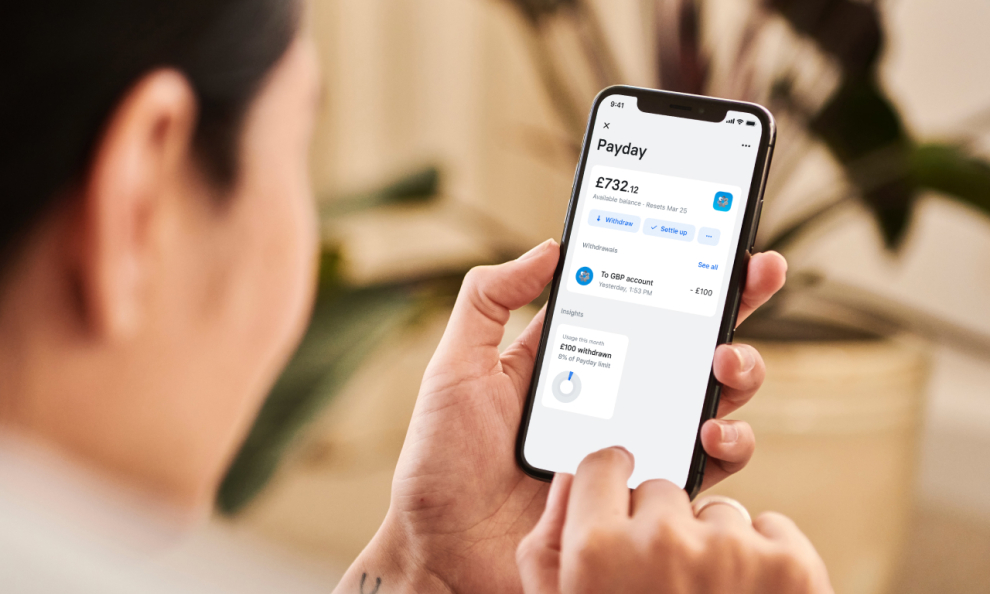 9:41
Payday
£732.12
Available balance · Resets Mar 25
Withdraw
Settle up
Withdrawals
See all
To GBP account
- £100
Yesterday, 1:53 PM
Insights
Usage this month
£100 withdrawn
8% of Payday limit